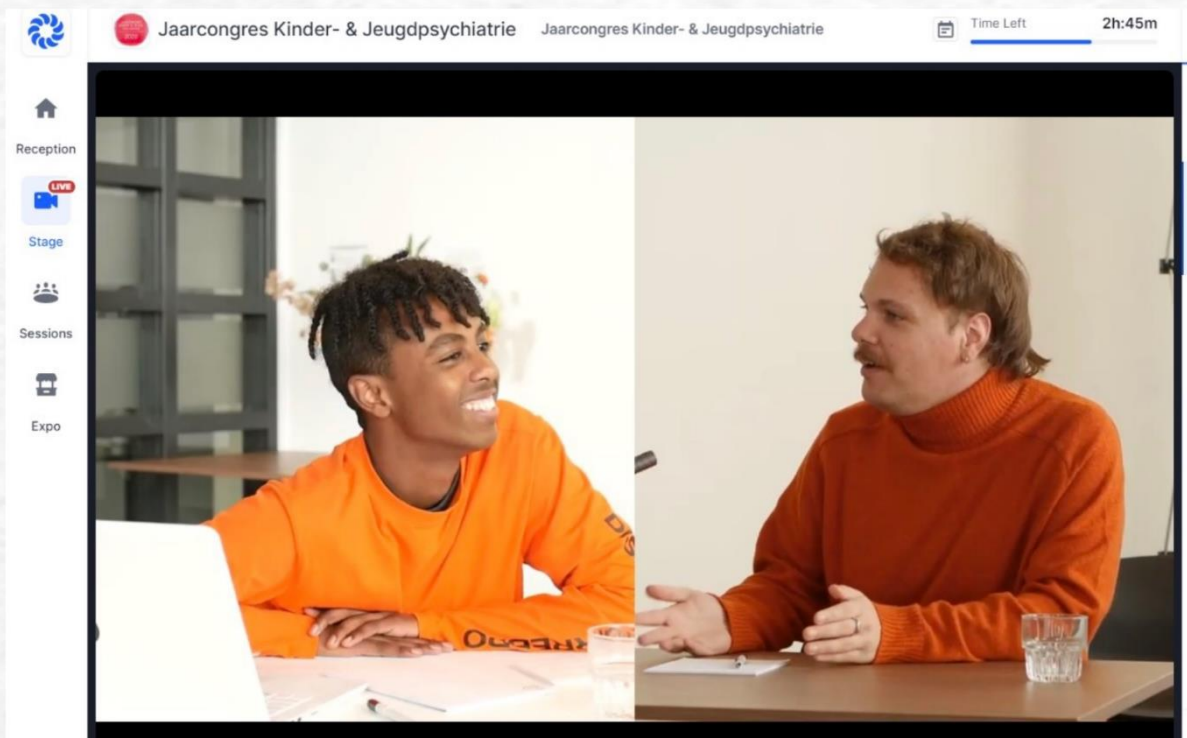 Jaarcongres Kinder- & Jeugdpsychiatrie
Jaarcongres Kinder- & Jeugdpsychiatrie
Time Left
2h:45m
Reception
LIVE
Stage
Sessions
Expo